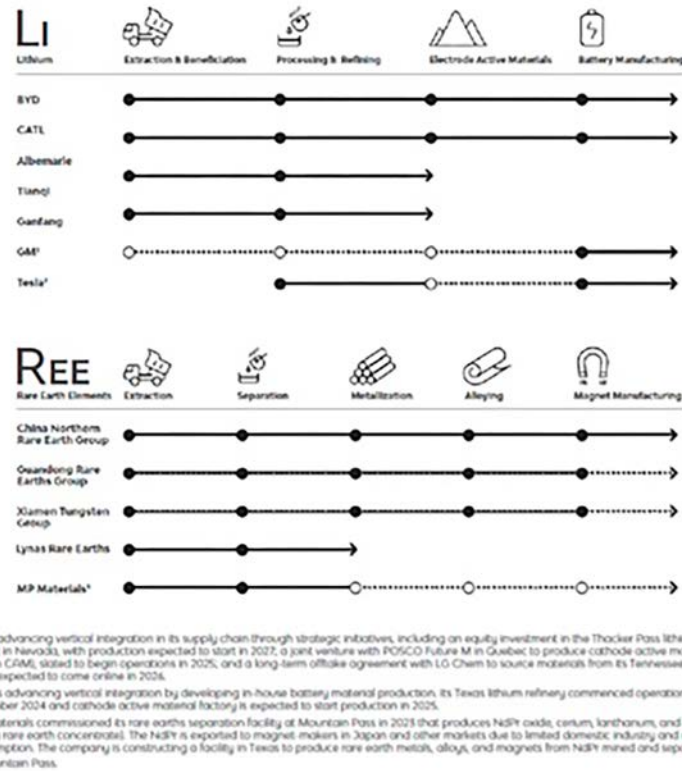 LI
Lithium
Extraction & Beneficiation
Processing & Refining
Electrode Active Materials
Battery Manufacturing
BYD
CATL
Albemarle
Tianqi
Ganfang
GM¹
Tesla²
REE
Rare Earth Elements
Extraction
Separation
Metallization
Alloying
Magnet Manufacturing
China Northern
Rare Earth Group
Guandong Rare
Earths Group
Xiamen Tungsten
Group
Lynas Rare Earths
MP Materials³
advancing vertical integration in its supply chain through strategic initiatives, including an equity investment in the Thacker Pass lithi
in Nevada, with production expected to start in 2027; a joint venture with POSCO Future M in Quebec to produce cathode active m
CAM), slated to begin operations in 2025; and a long-term offtake agreement with LG Chem to source materials from its Tennessee
expected to come online in 2026.
s advancing vertical integration by developing in-house battery material production. Its Texas lithium refinery commenced operation
ber 2024 and cathode active material factory is expected to start production in 2025.
aterials commissioned its rare earths separation facility at Mountain Pass in 2023 that produces NdPr oxide, cerium, lanthanum, and
rare earth concentrate). The NdPr is exported to magnet-makers in Japan and other markets due to limited domestic industry and
mption. The company is constructing a facility in Texas to produce rare earth metals, alloys, and magnets from NdPr mined and sepa
untain Pass.